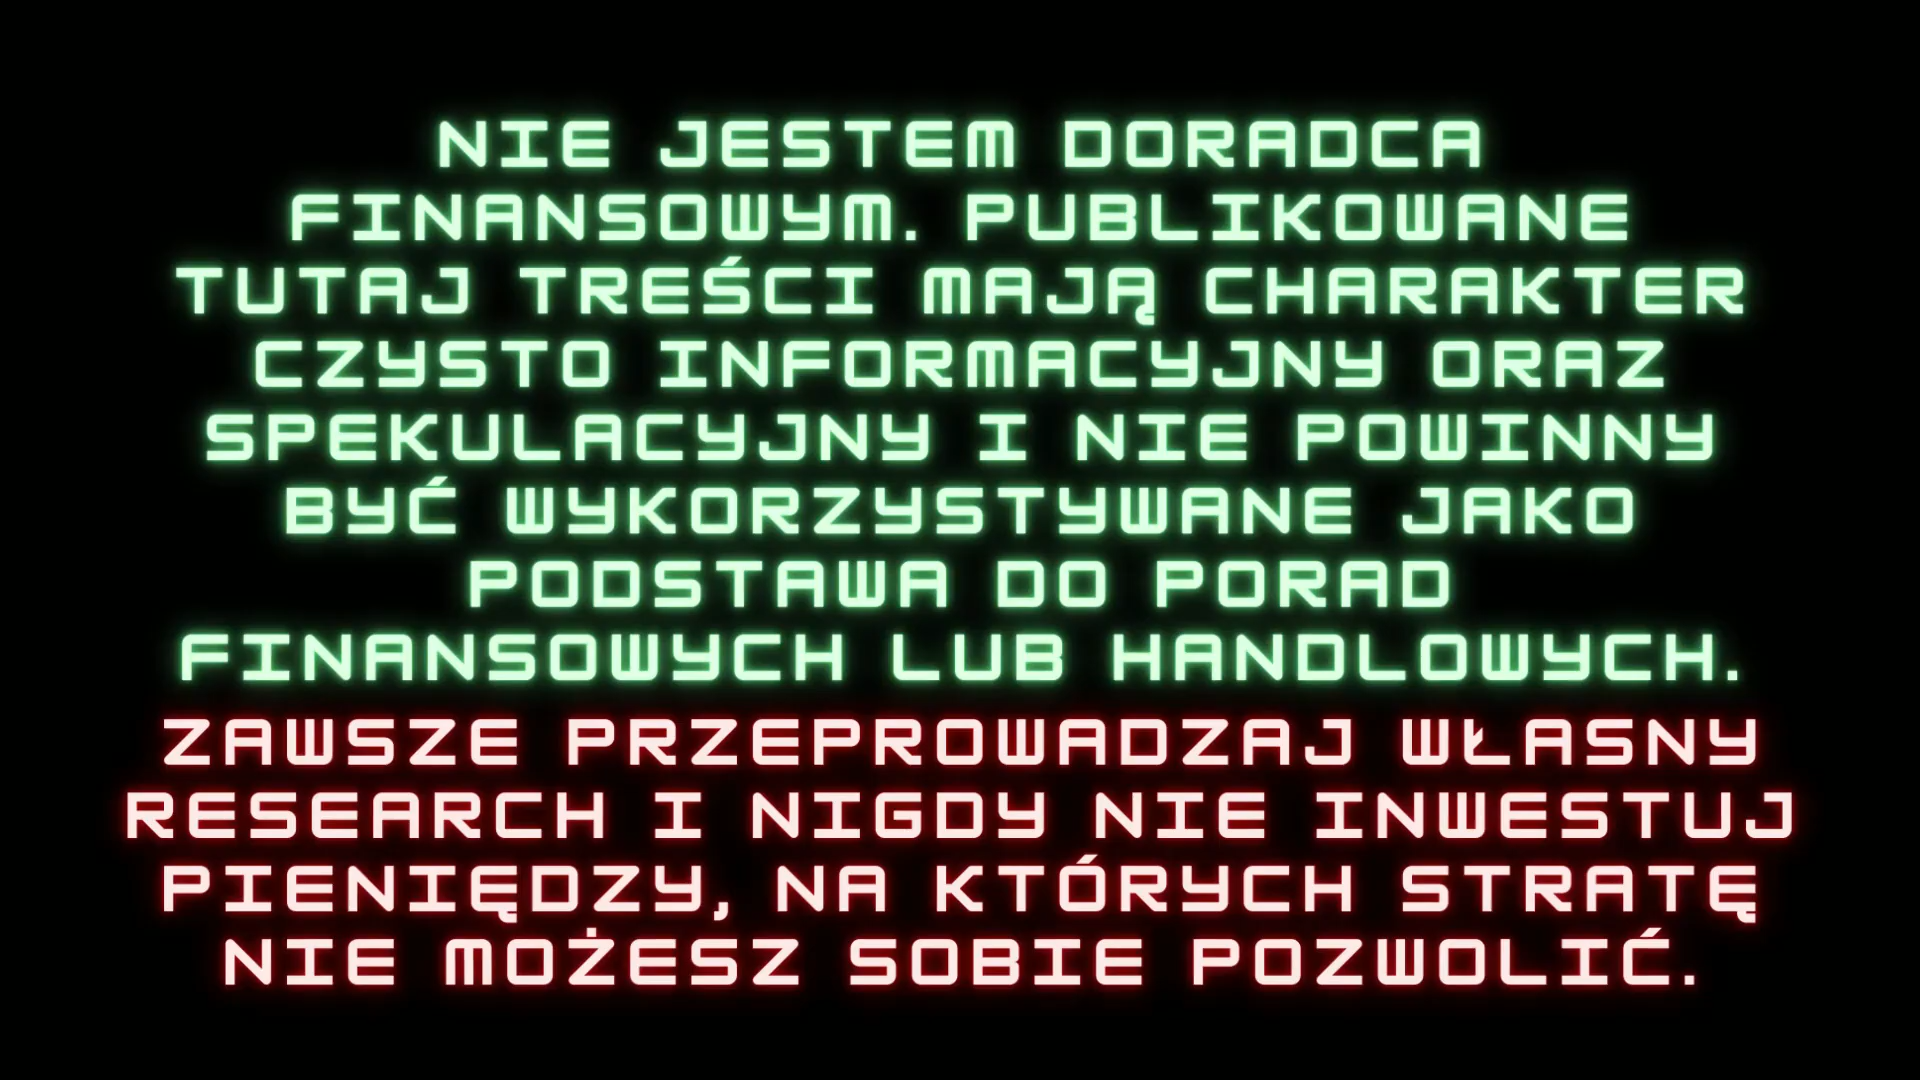 NIE JESTEM DORADCA
FINANSOWYM. PUBLIKOWANE
TUTAJ TREŚCI MAJĄ CHARAKTER
CZYSTO INFORMACYJNY ORAZ
SPEKULACYJNY I NIE POWINNY
BYĆ WYKORZYSTYWANE JAKO
PODSTAWA DO PORAD
FINANSOWYCH LUB HANDLOWYCH.
ZAWSZE PRZEPROWADZAJ WŁASNY
RESEARCH I NIGDY NIE INWESTUJ
PIENIĘDZY, NA KTÓRYCH STRATĘ
NIE MOŻESZ SOBIE POZWOLIĆ.